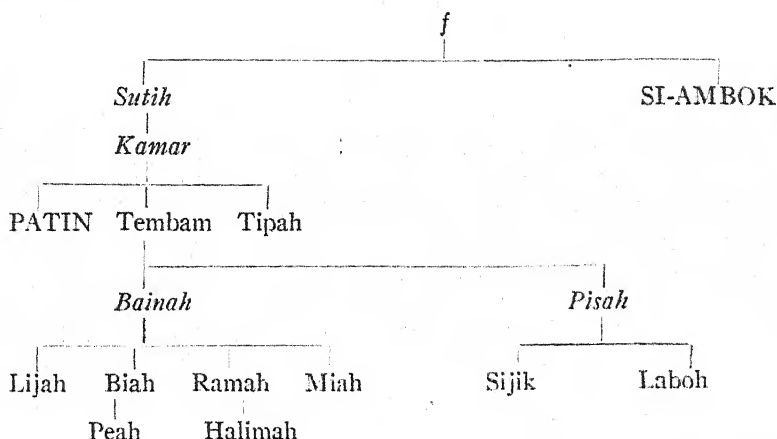 f
Sutih SI-AMBOK
Kamar
PATIN Tembam Tipah
Bainah Pisah
Lijah Biah Ramah Miah Sijik Laboh
Peah Halimah